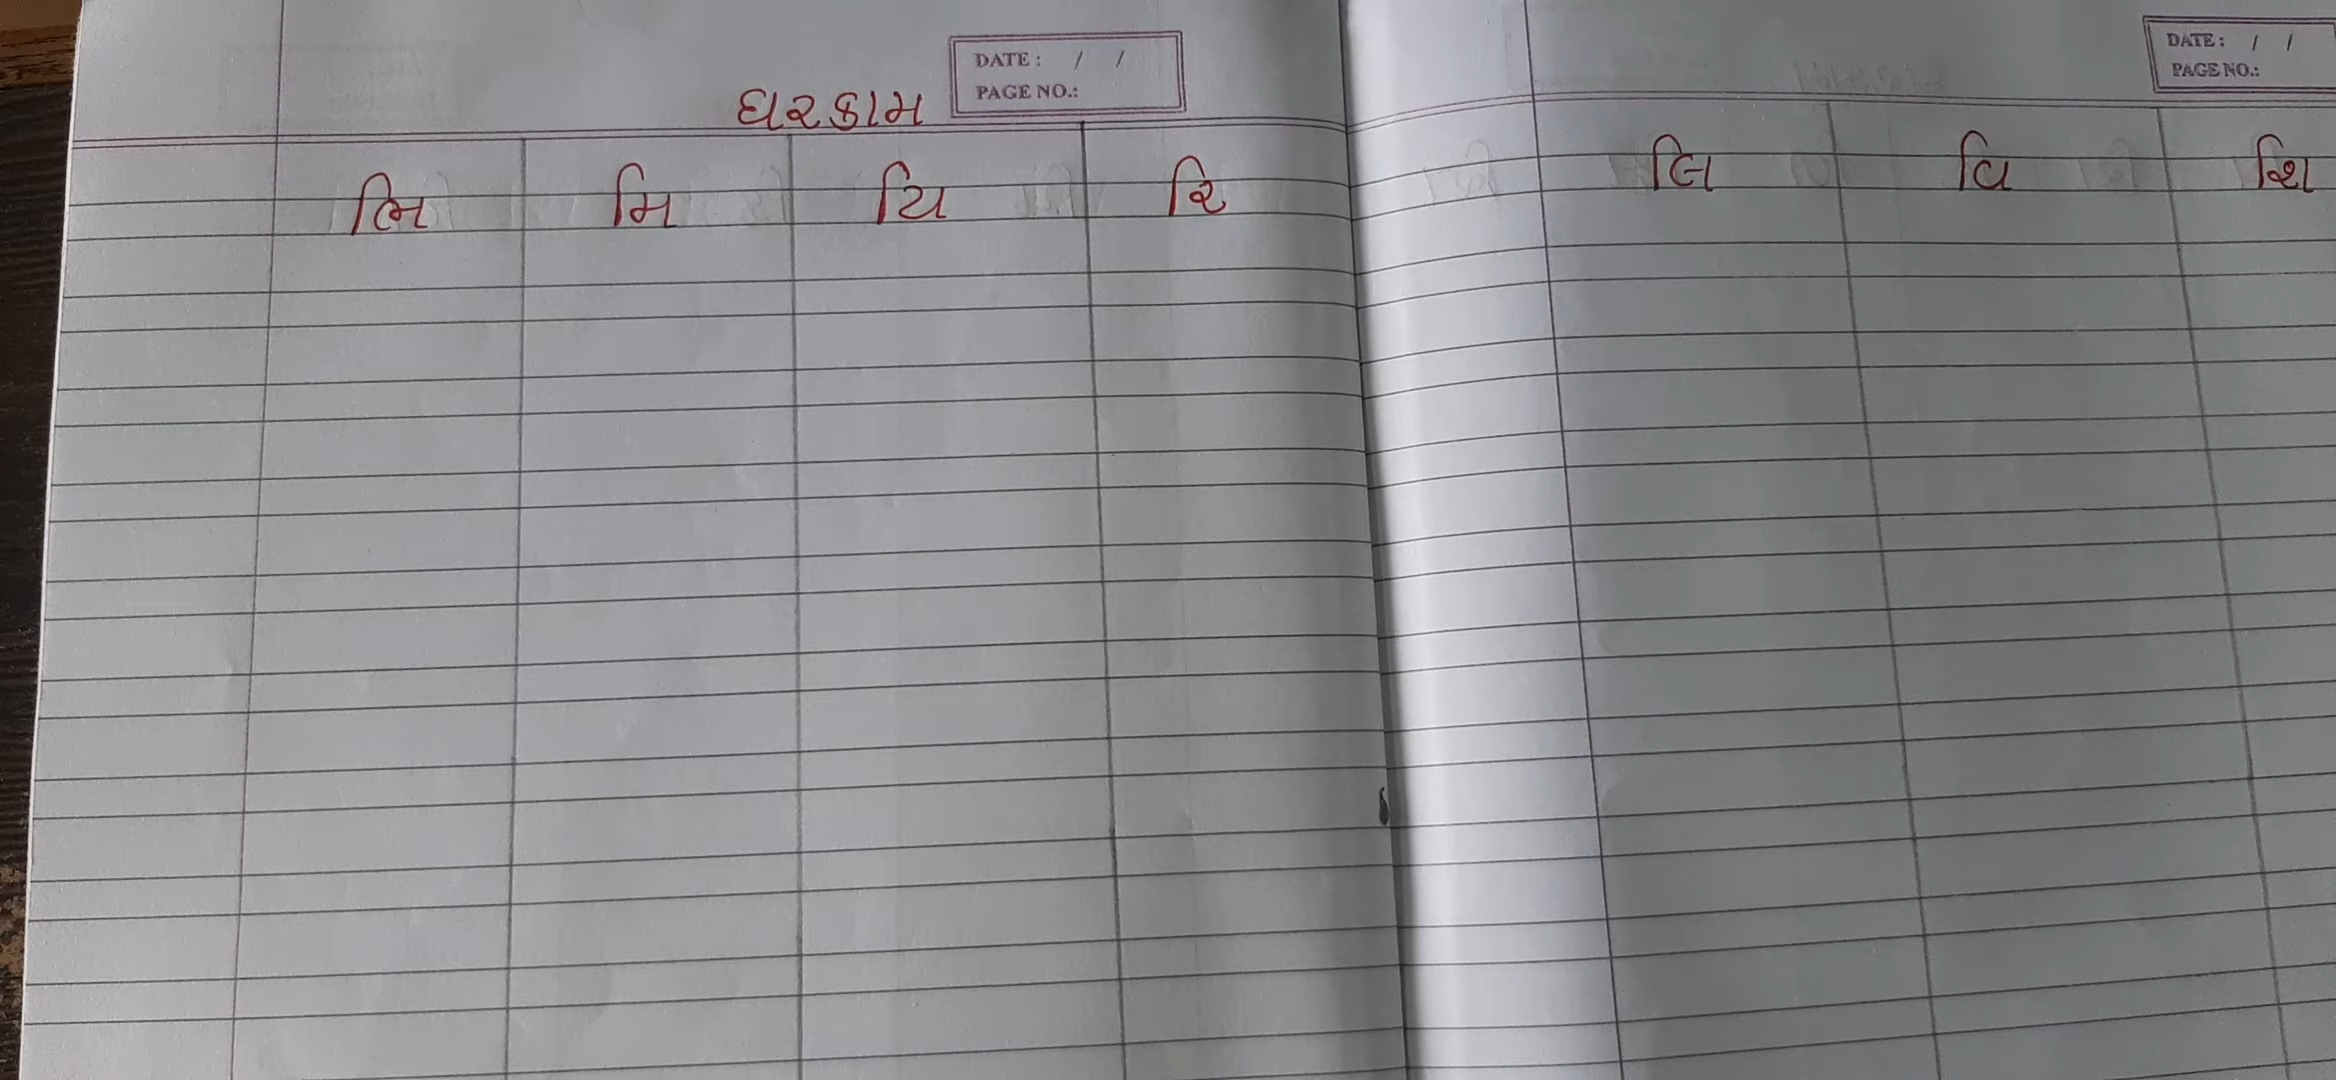 DATE: / /
PAGE NO.:
ઘરકામ
ભિ મિ યિ રિ
DATE: / /
PAGE NO.:
લિ વિ શિ